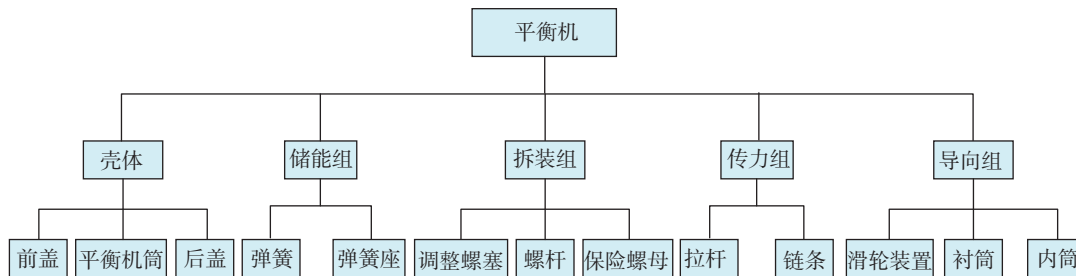 平衡机
壳体
储能组
拆装组
传力组
导向组
前盖
平衡机筒
后盖
弹簧
弹簧座
调整螺塞
螺杆
保险螺母
拉杆
链条
滑轮装置
衬筒
内筒